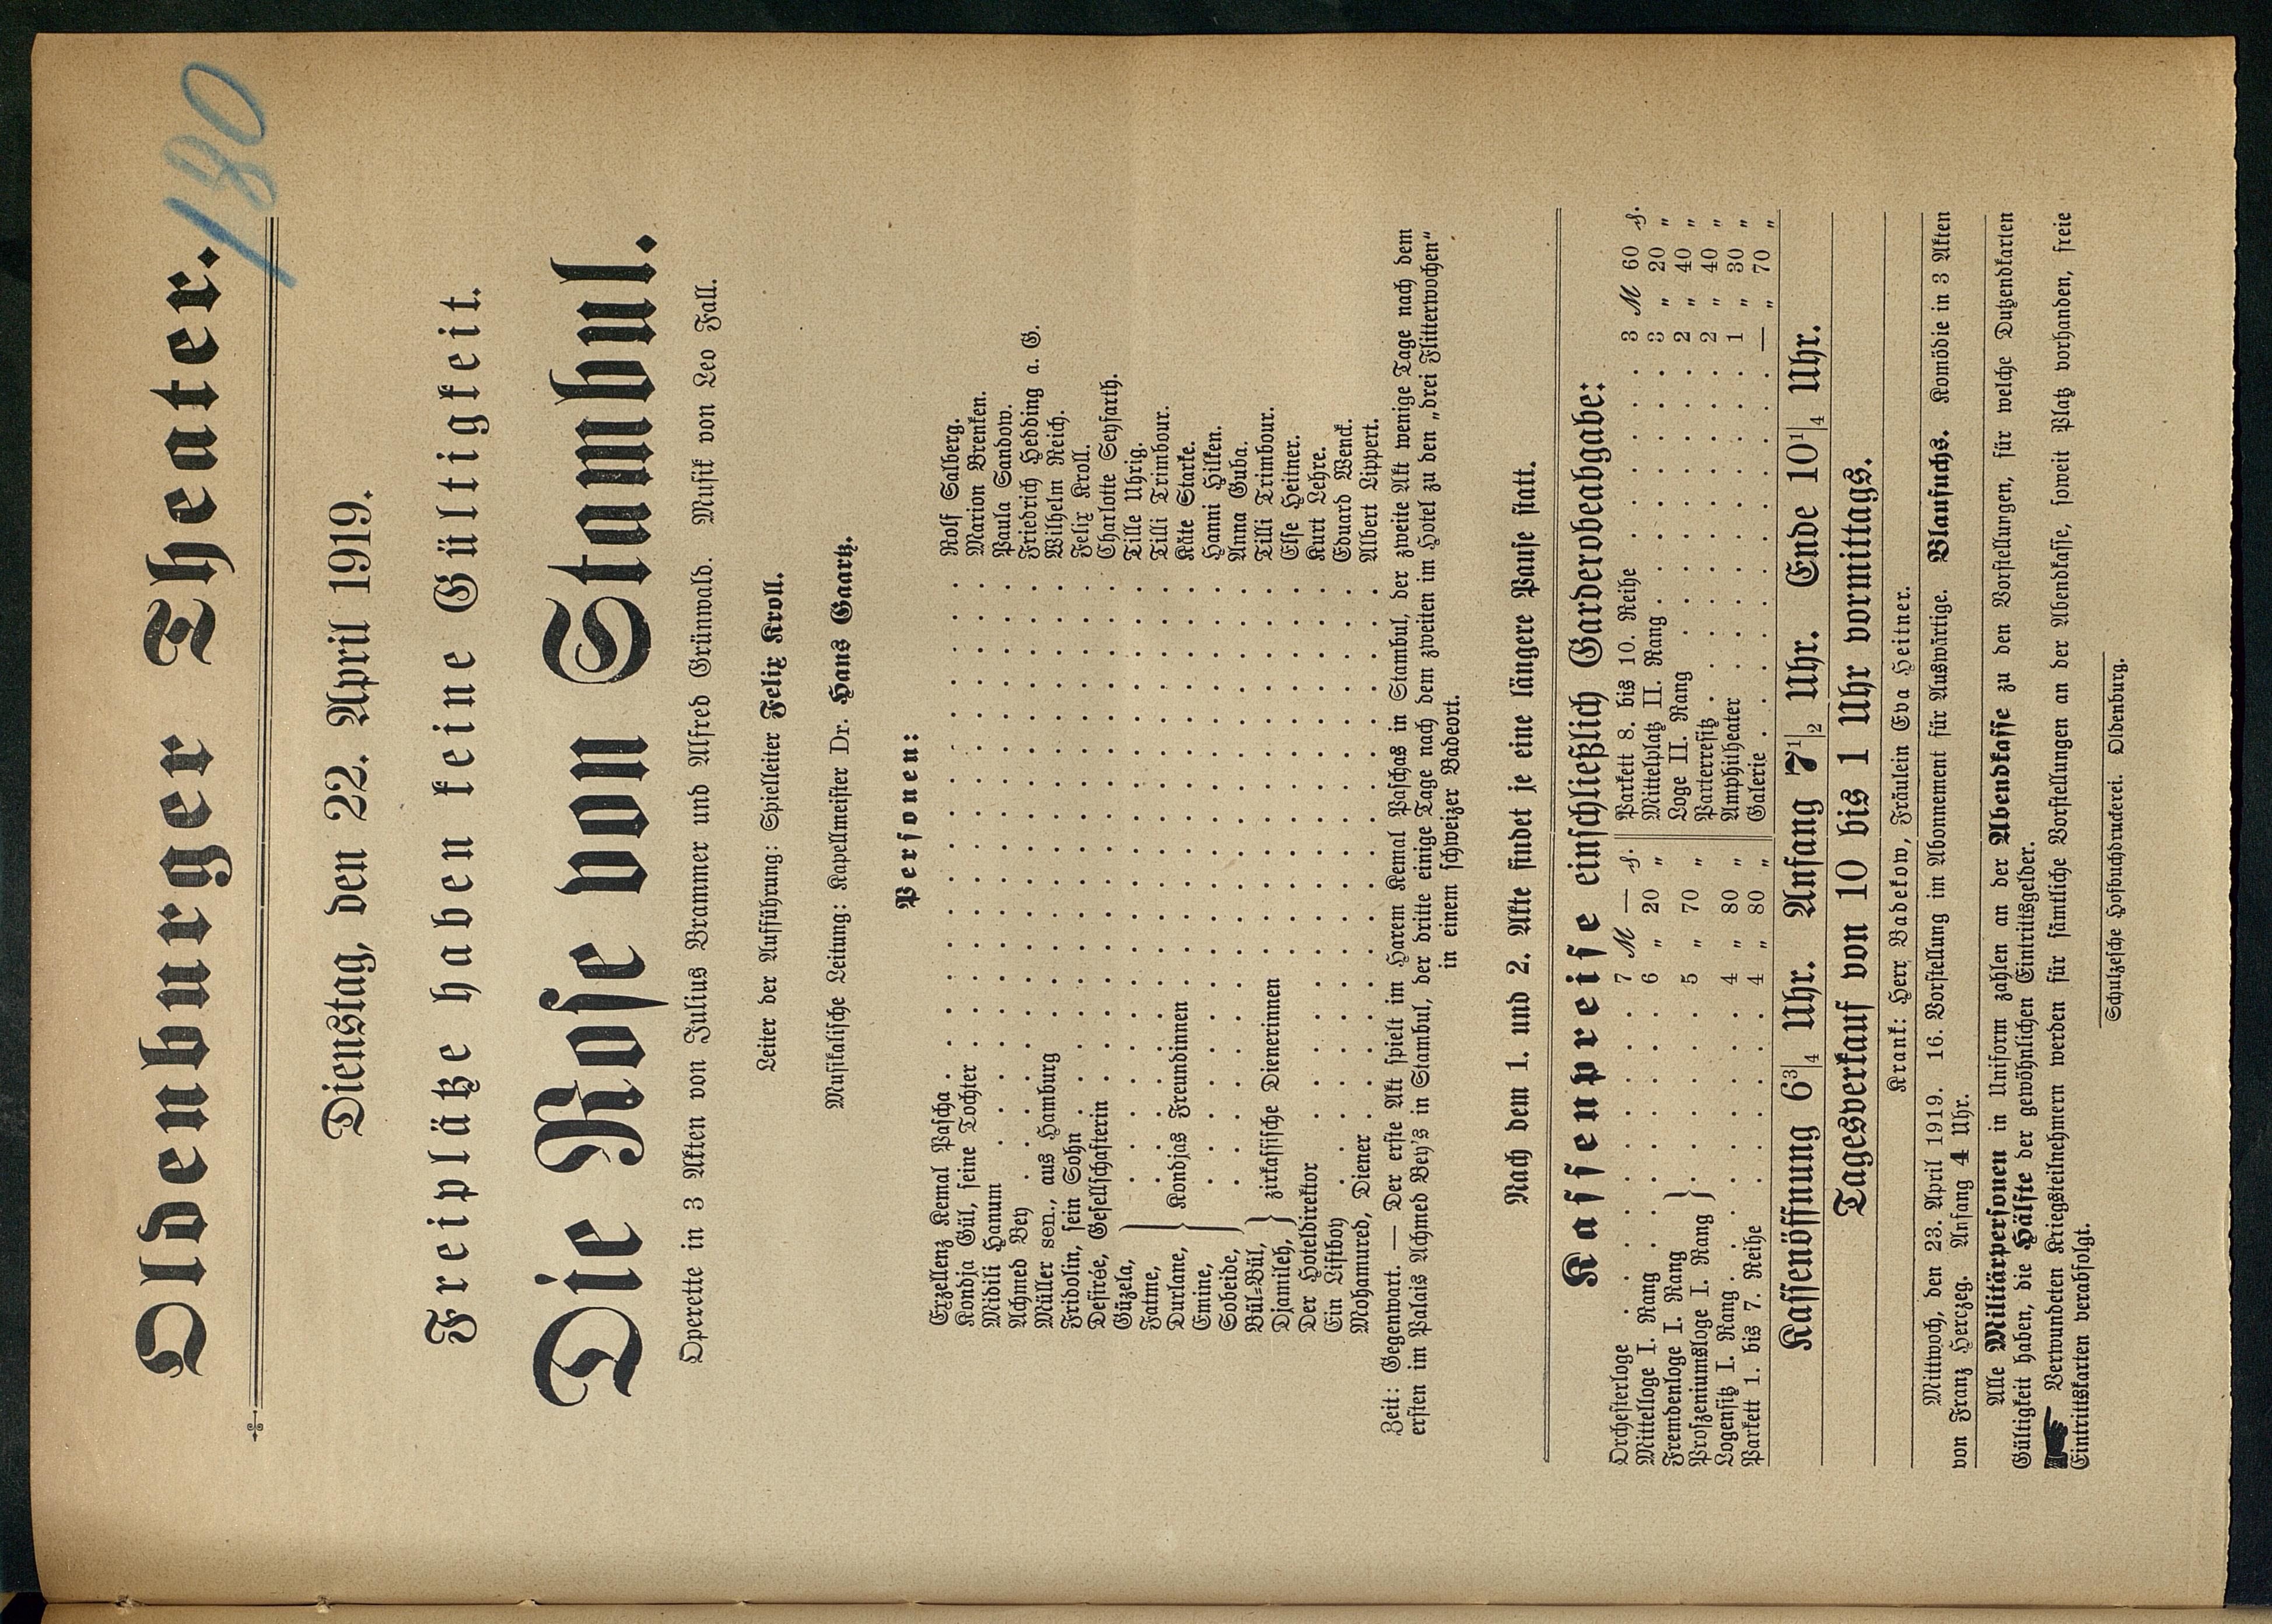 180
Oldenburger Theater.
Dienstag, den 22. April 1919.
Freiplätze haben keine Gültigkeit.
Die Rose von Stambul.
Operette in 3 Akten von Julius Brammer und Alfred Grünwald. Musik von Leo Fall.
Leiter der Aufführung: Spielleiter Felix Kroll.
Musikalische Leitung: Kapellmeister Dr. Hans Gaartz.
Personen:
Exzellenz Kemal Pascha . . . . . . . . Rolf Salberg.
Kondja Gül, seine Tochter . . . . . . . . Marion Brenken.
Midili Hanum . . . . . . . . Paula Sandow.
Achmed Bey . . . . . . . . Friedrich Hedding a. G.
Müller sen., aus Hamburg . . . . . . . . Wilhelm Reich.
Fridolin, sein Sohn . . . . . . . . Felix Kroll.
Desirée, Gesellschafterin . . . . . . . . Charlotte Seyfarth.
Güzela, . . . . . . . . Tille Uhrig.
Fatme, . . . . . . . . Tilli Trimbour.
Durlane, } Kondjas Freundinnen . . . . . . . . Käte Starke.
Emine, . . . . . . . . Hanni Hilken.
Sobeide, . . . . . . . . Anna Guba.
Bül-Bül, } zirkassische Dienerinnen . . . . . . . . Tilli Trimbour.
Djamileh, . . . . . . . . Else Heitner.
Der Hoteldirektor . . . . . . . . Kurt Lehre.
Ein Liftboy . . . . . . . . Eduard Wenck.
Mohamured, Diener . . . . . . . . Albert Lippert.
Zeit: Gegenwart. — Der erste Akt spielt im Harem Kemal Paschas in Stambul, der zweite Akt wenige Tage nach dem
ersten im Palais Achmed Bey's in Stambul, der dritte einige Tage nach dem zweiten im Hotel zu den „drei Flitterwochen“
in einem schweizer Badeort.
Nach dem 1. und 2. Akte findet je eine längere Pause statt.
Kassenpreise einschließlich Garderobeabgabe:
Orchesterloge . . . . 7 ℳ — ₰.
Mittelloge I. Rang . . . . 6 „ 20 „
Fremdenloge I. Rang
Proszeniumsloge I. Rang } . . . . 5 „ 70 „
Logensitz I. Rang . . . . 4 „ 80 „
Parkett 1. bis 7. Reihe . . . . 4 „ 80 „
Parkett 8. bis 10. Reihe . . . . 3 ℳ 60 ₰.
Mittelplatz II. Rang . . . . 3 „ 20 „
Loge II. Rang . . . . 2 „ 40 „
Parterresitz . . . . 2 „ 40 „
Amphitheater . . . . 1 „ 30 „
Galerie . . . . — „ 70 „
Kassenöffnung 6¾ Uhr. Anfang 7½ Uhr. Ende 10¼ Uhr.
Tagesverkauf von 10 bis 1 Uhr vormittags.
Krank: Herr Badekow, Fräulein Eva Heitner.
Mittwoch, den 23. April 1919. 16. Vorstellung im Abonnement für Auswärtige. Blaufuchs. Komödie in 3 Akten
von Franz Herczeg. Anfang 4 Uhr.
Alle Militärpersonen in Uniform zahlen an der Abendkasse zu den Vorstellungen, für welche Dutzendkarten
Gültigkeit haben, die Hälfte der gewöhnlichen Eintrittsgelder.
☛ Verwundeten Kriegsteilnehmern werden für sämtliche Vorstellungen an der Abendkasse, soweit Platz vorhanden, freie
Eintrittskarten verabfolgt.
Schulzesche Hofbuchdruckerei. Oldenburg.